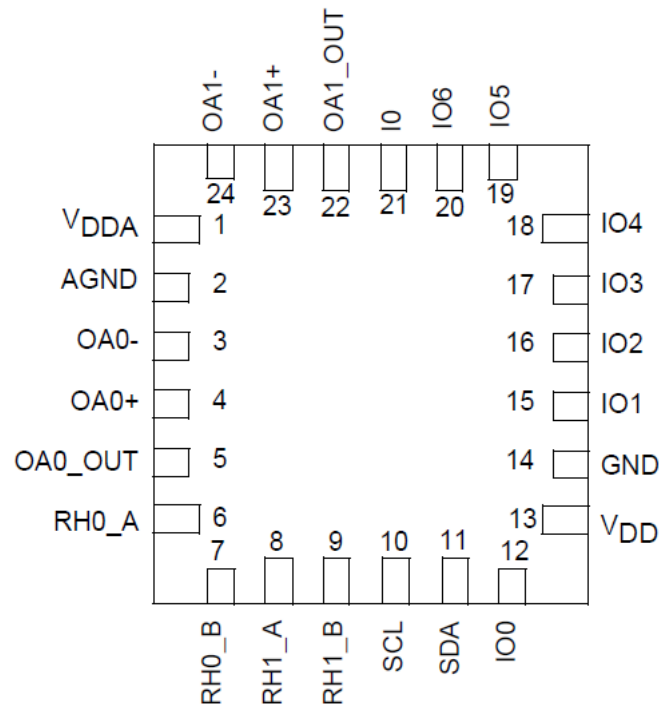 OA1-
OA1+
OA1_OUT
I0
IO6
IO5
24
23
22
21
20
19
VDDA
1
18
IO4
AGND
2
17
IO3
OA0-
3
16
IO2
OA0+
4
15
IO1
OA0_OUT
5
14
GND
RH0_A
6
13
VDD
7
8
9
10
11
12
RH0_B
RH1_A
RH1_B
SCL
SDA
IO0